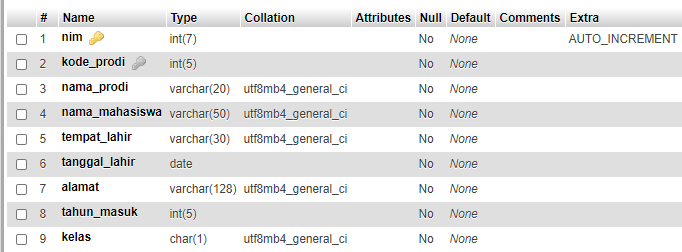 # Name Type Collation Attributes Null Default Comments Extra
1 nim int(7) No None AUTO_INCREMENT
2 kode_prodi int(5) No None
3 nama_prodi varchar(20) utf8mb4_general_ci No None
4 nama_mahasiswa varchar(50) utf8mb4_general_ci No None
5 tempat_lahir varchar(30) utf8mb4_general_ci No None
6 tanggal_lahir date No None
7 alamat varchar(128) utf8mb4_general_ci No None
8 tahun_masuk int(5) No None
9 kelas char(1) utf8mb4_general_ci No None